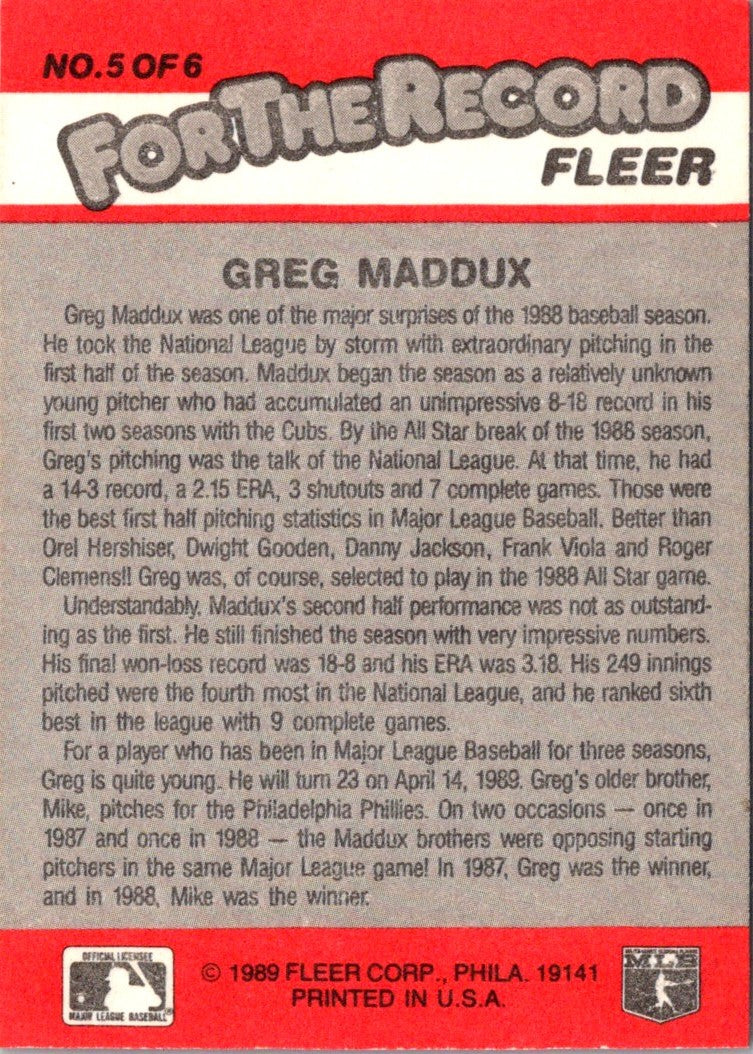 NO. 5 OF 6
FOR THE RECORD
FLEER
GREG MADDUX
Greg Maddux was one of the major surprises of the 1988 baseball season.
He took the National League by storm with extraordinary pitching in the
first half of the season. Maddux began the season as a relatively unknown
young pitcher who had accumulated an unimpressive 8-18 record in his
first two seasons with the Cubs. By the All Star break of the 1988 season,
Greg's pitching was the talk of the National League. At that time, he had
a 14-3 record, a 2.15 ERA, 3 shutouts and 7 complete games. Those were
the best first half pitching statistics in Major League Baseball. Better than
Orel Hershiser, Dwight Gooden, Danny Jackson, Frank Viola and Roger
Clemens!! Greg was, of course, selected to play in the 1988 All Star game.
Understandably, Maddux's second half performance was not as outstand-
ing as the first. He still finished the season with very impressive numbers.
His final won-loss record was 18-8 and his ERA was 3.18. His 249 innings
pitched were the fourth most in the National League, and he ranked sixth
best in the league with 9 complete games.
For a player who has been in Major League Baseball for three seasons,
Greg is quite young. He will turn 23 on April 14, 1989. Greg's older brother,
Mike, pitches for the Philadelphia Phillies. On two occasions — once in
1987 and once in 1988 — the Maddux brothers were opposing starting
pitchers in the same Major League game! In 1987, Greg was the winner,
and in 1988, Mike was the winner.
OFFICIAL LICENSEE
MAJOR LEAGUE BASEBALL®
© 1989 FLEER CORP., PHILA. 19141
PRINTED IN U.S.A.
MAJOR LEAGUE BASEBALL PLAYERS
MLB